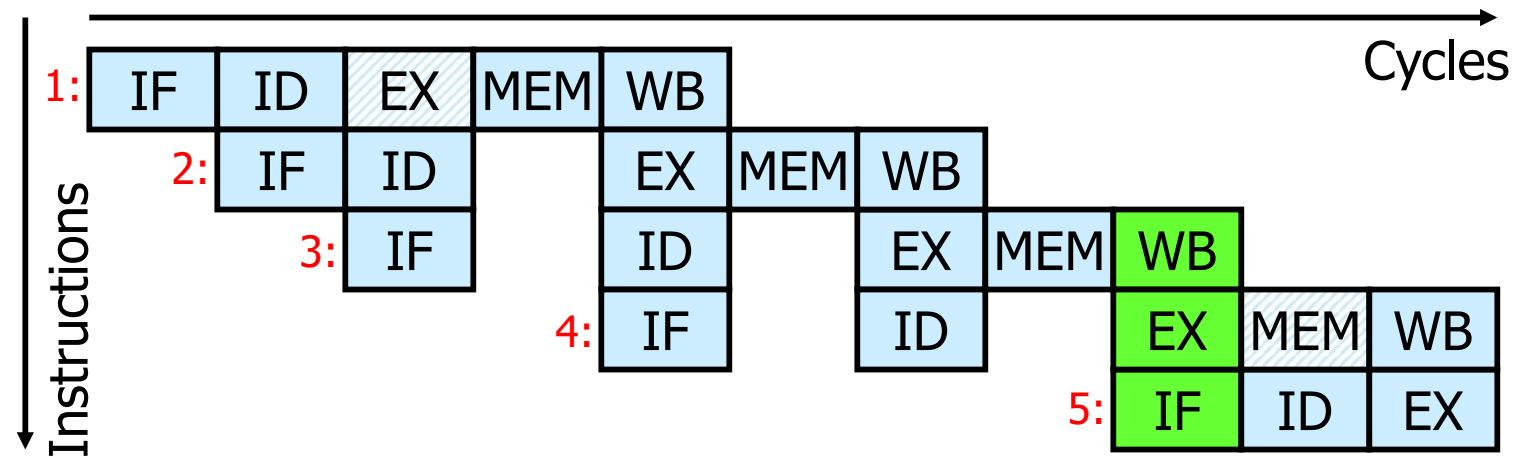 Cycles
Instructions
1: IF ID EX MEM WB
2: IF ID EX MEM WB
3: IF ID EX MEM WB
4: IF ID EX MEM WB
5: IF ID EX